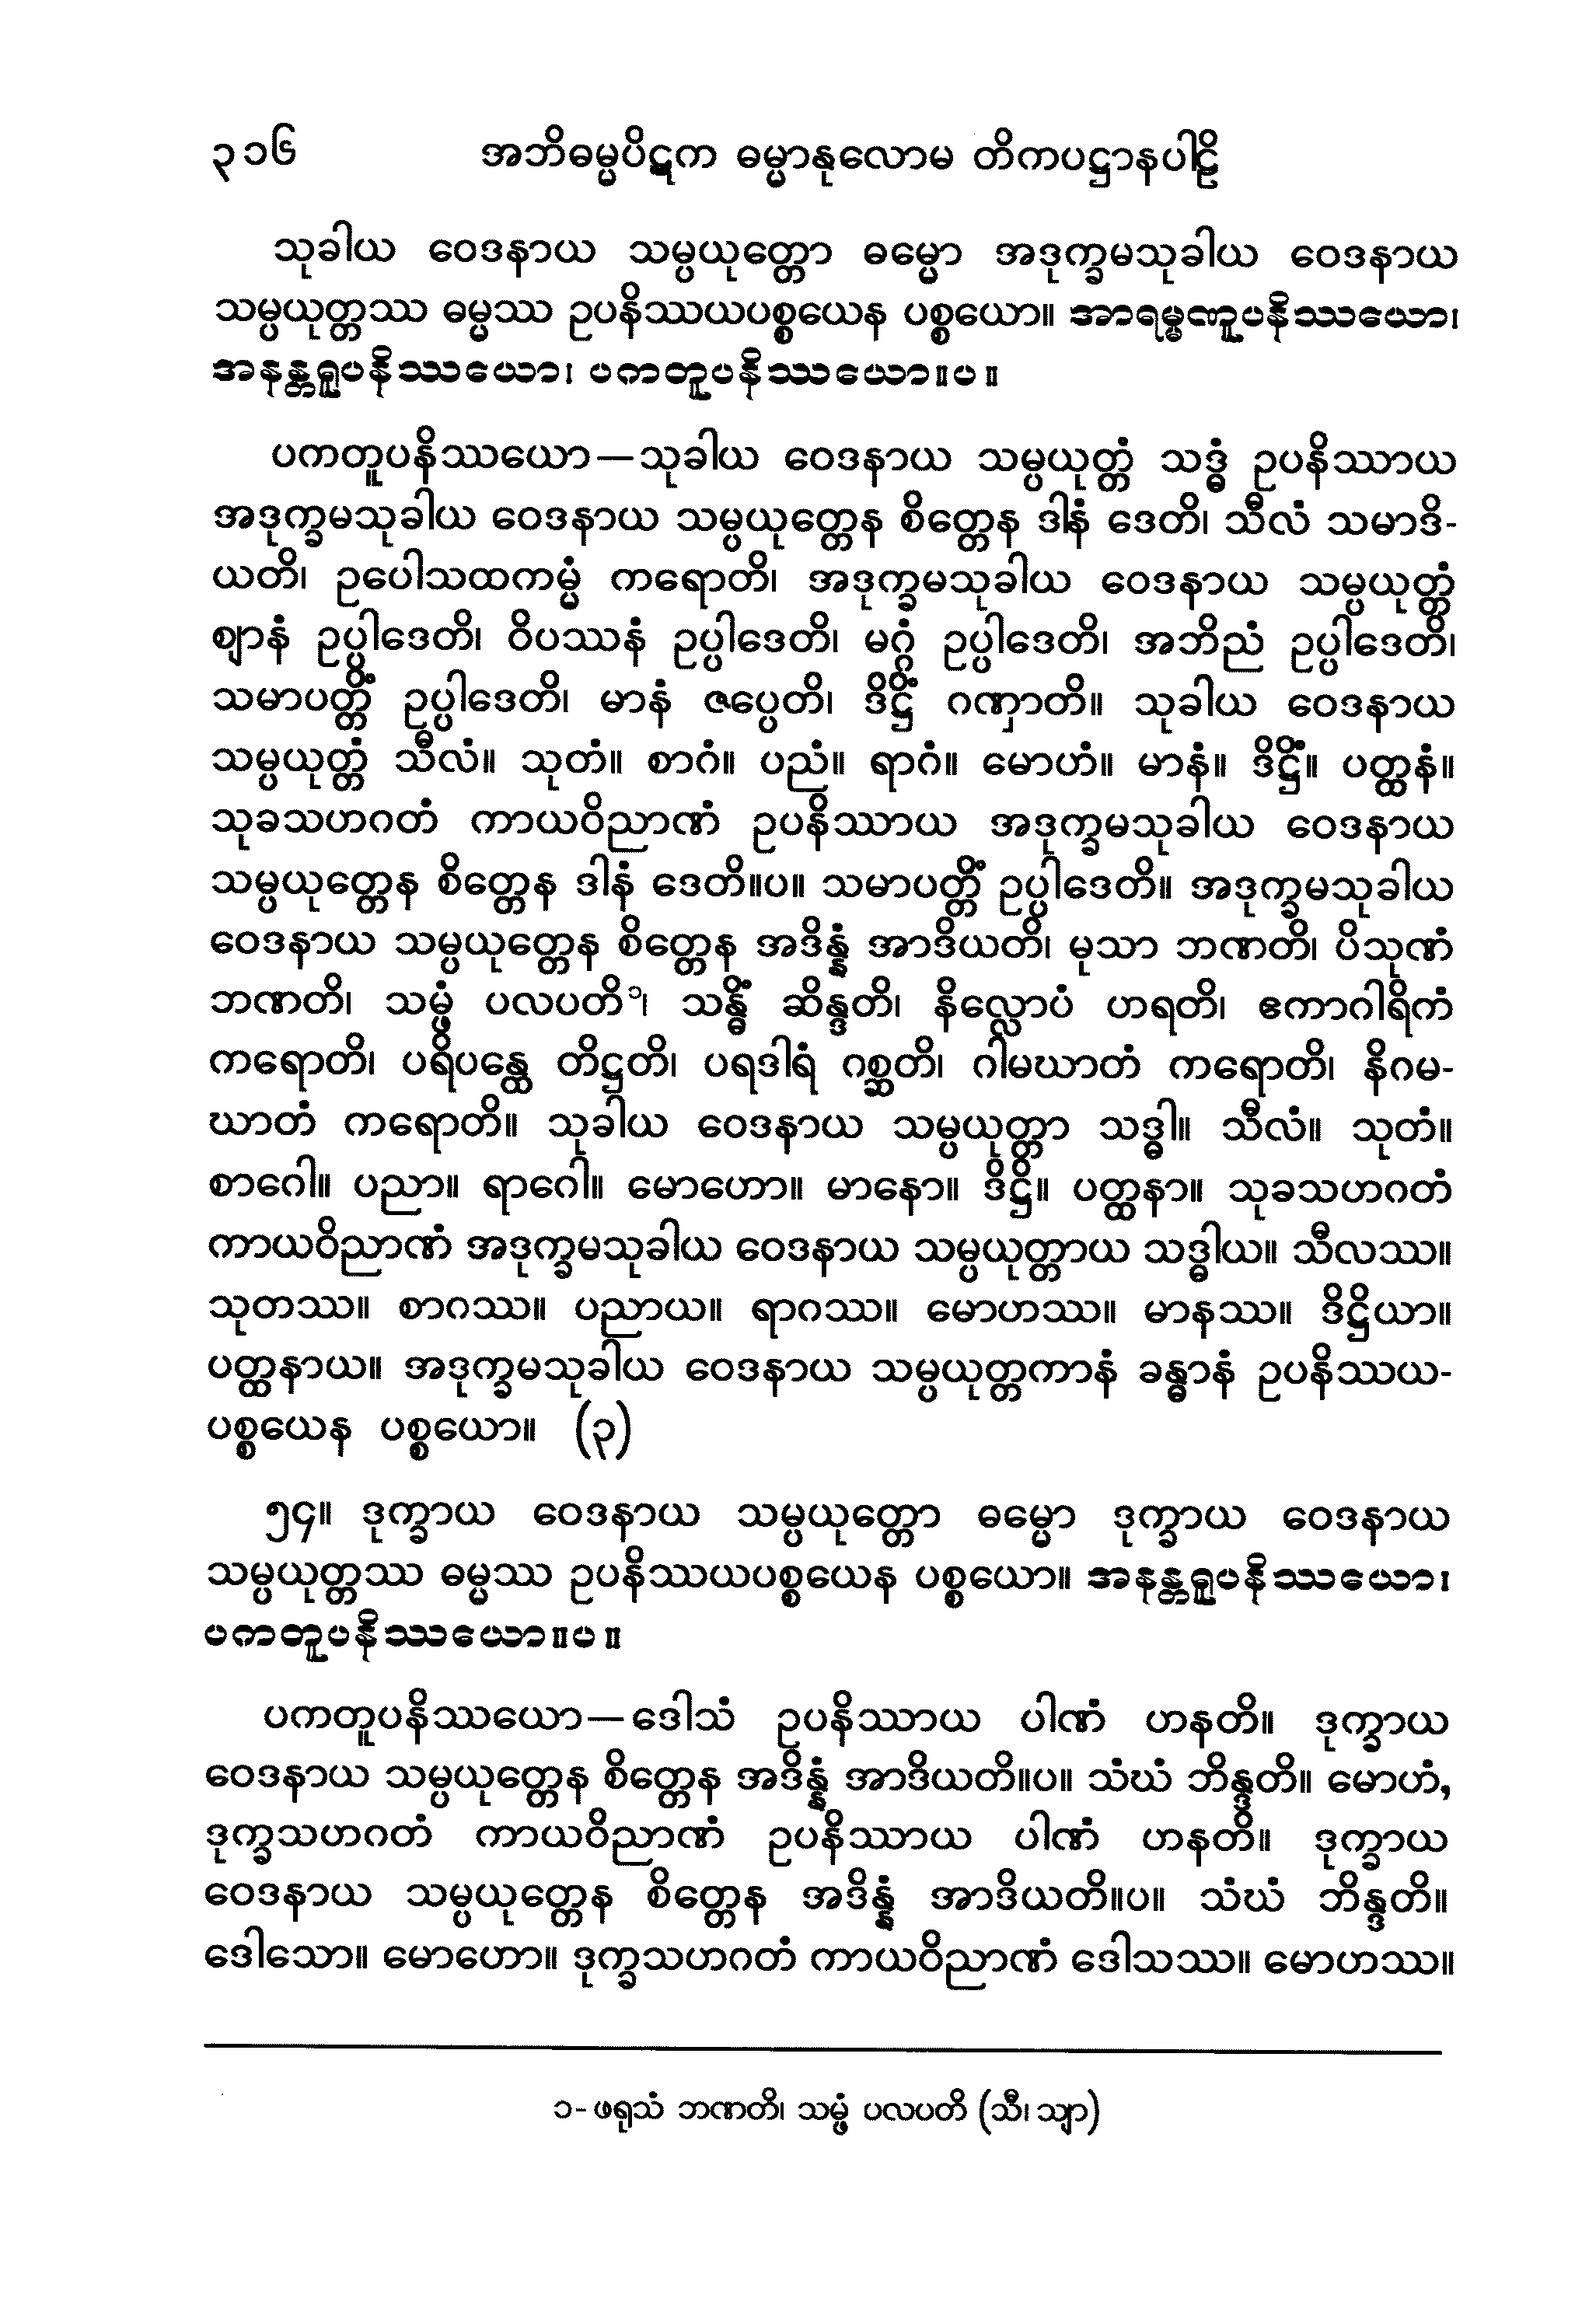 ၃၁၆ အဘိဓမ္မပိဋက ဓမ္မာနုလောမ တိကပဋ္ဌာနပါဠိ
သုခါယ ဝေဒနာယ သမ္ပယုတ္တော ဓမ္မော အဒုက္ခမသုခါယ ဝေဒနာယ
သမ္ပယုတ္တဿ ဓမ္မဿ ဥပနိဿယပစ္စယေန ပစ္စယော။ အာရမ္မဏူပနိဿယော၊
အနန္တရူပနိဿယော၊ ပကတူပနိဿယော။ပ။
ပကတူပနိဿယော—သုခါယ ဝေဒနာယ သမ္ပယုတ္တံ သဒ္ဓံ ဥပနိဿာယ
အဒုက္ခမသုခါယ ဝေဒနာယ သမ္ပယုတ္တေန စိတ္တေန ဒါနံ ဒေတိ၊ သီလံ သမာဒိ-
ယတိ၊ ဥပေါသထကမ္မံ ကရောတိ၊ အဒုက္ခမသုခါယ ဝေဒနာယ သမ္ပယုတ္တံ
ဈာနံ ဥပ္ပါဒေတိ၊ ဝိပဿနံ ဥပ္ပါဒေတိ၊ မဂ္ဂံ ဥပ္ပါဒေတိ၊ အဘိညံ ဥပ္ပါဒေတိ၊
သမာပတ္တိံ ဥပ္ပါဒေတိ၊ မာနံ ဇပ္ပေတိ၊ ဒိဋ္ဌိံ ဂဏှာတိ။ သုခါယ ဝေဒနာယ
သမ္ပယုတ္တံ သီလံ။ သုတံ။ စာဂံ။ ပညံ။ ရာဂံ။ မောဟံ။ မာနံ။ ဒိဋ္ဌိံ။ ပတ္ထနံ။
သုခသဟဂတံ ကာယဝိညာဏံ ဥပနိဿာယ အဒုက္ခမသုခါယ ဝေဒနာယ
သမ္ပယုတ္တေန စိတ္တေန ဒါနံ ဒေတိ။ပ။ သမာပတ္တိံ ဥပ္ပါဒေတိ။ အဒုက္ခမသုခါယ
ဝေဒနာယ သမ္ပယုတ္တေန စိတ္တေန အဒိန္နံ အာဒိယတိ၊ မုသာ ဘဏတိ၊ ပိသုဏံ
ဘဏတိ၊ သမ္ဖံ ပလပတိ၁၊ သန္ဓိံ ဆိန္ဒတိ၊ နိလ္လောပံ ဟရတိ၊ ဧကာဂါရိကံ
ကရောတိ၊ ပရိပန္ထေ တိဋ္ဌတိ၊ ပရဒါရံ ဂစ္ဆတိ၊ ဂါမဃာတံ ကရောတိ၊ နိဂမ-
ဃာတံ ကရောတိ။ သုခါယ ဝေဒနာယ သမ္ပယုတ္တာ သဒ္ဓါ။ သီလံ။ သုတံ။
စာဂေါ။ ပညာ။ ရာဂေါ။ မောဟော။ မာနော။ ဒိဋ္ဌိ။ ပတ္ထနာ။ သုခသဟဂတံ
ကာယဝိညာဏံ အဒုက္ခမသုခါယ ဝေဒနာယ သမ္ပယုတ္တာယ သဒ္ဓါယ။ သီလဿ။
သုတဿ။ စာဂဿ။ ပညာယ။ ရာဂဿ။ မောဟဿ။ မာနဿ။ ဒိဋ္ဌိယာ။
ပတ္ထနာယ။ အဒုက္ခမသုခါယ ဝေဒနာယ သမ္ပယုတ္တကာနံ ခန္ဓာနံ ဥပနိဿယ-
ပစ္စယေန ပစ္စယော။ (၃)
၅၄။ ဒုက္ခာယ ဝေဒနာယ သမ္ပယုတ္တော ဓမ္မော ဒုက္ခာယ ဝေဒနာယ
သမ္ပယုတ္တဿ ဓမ္မဿ ဥပနိဿယပစ္စယေန ပစ္စယော။ အနန္တရူပနိဿယော၊
ပကတူပနိဿယော။ပ။
ပကတူပနိဿယော—ဒေါသံ ဥပနိဿာယ ပါဏံ ဟနတိ။ ဒုက္ခာယ
ဝေဒနာယ သမ္ပယုတ္တေန စိတ္တေန အဒိန္နံ အာဒိယတိ။ပ။ သံဃံ ဘိန္ဒတိ။ မောဟံ,
ဒုက္ခသဟဂတံ ကာယဝိညာဏံ ဥပနိဿာယ ပါဏံ ဟနတိ။ ဒုက္ခာယ
ဝေဒနာယ သမ္ပယုတ္တေန စိတ္တေန အဒိန္နံ အာဒိယတိ။ပ။ သံဃံ ဘိန္ဒတိ။
ဒေါသော။ မောဟော။ ဒုက္ခသဟဂတံ ကာယဝိညာဏံ ဒေါသဿ။ မောဟဿ။
၁- ဖရုသံ ဘဏတိ၊ သမ္ဖံ ပလပတိ (သီ၊ သျာ)